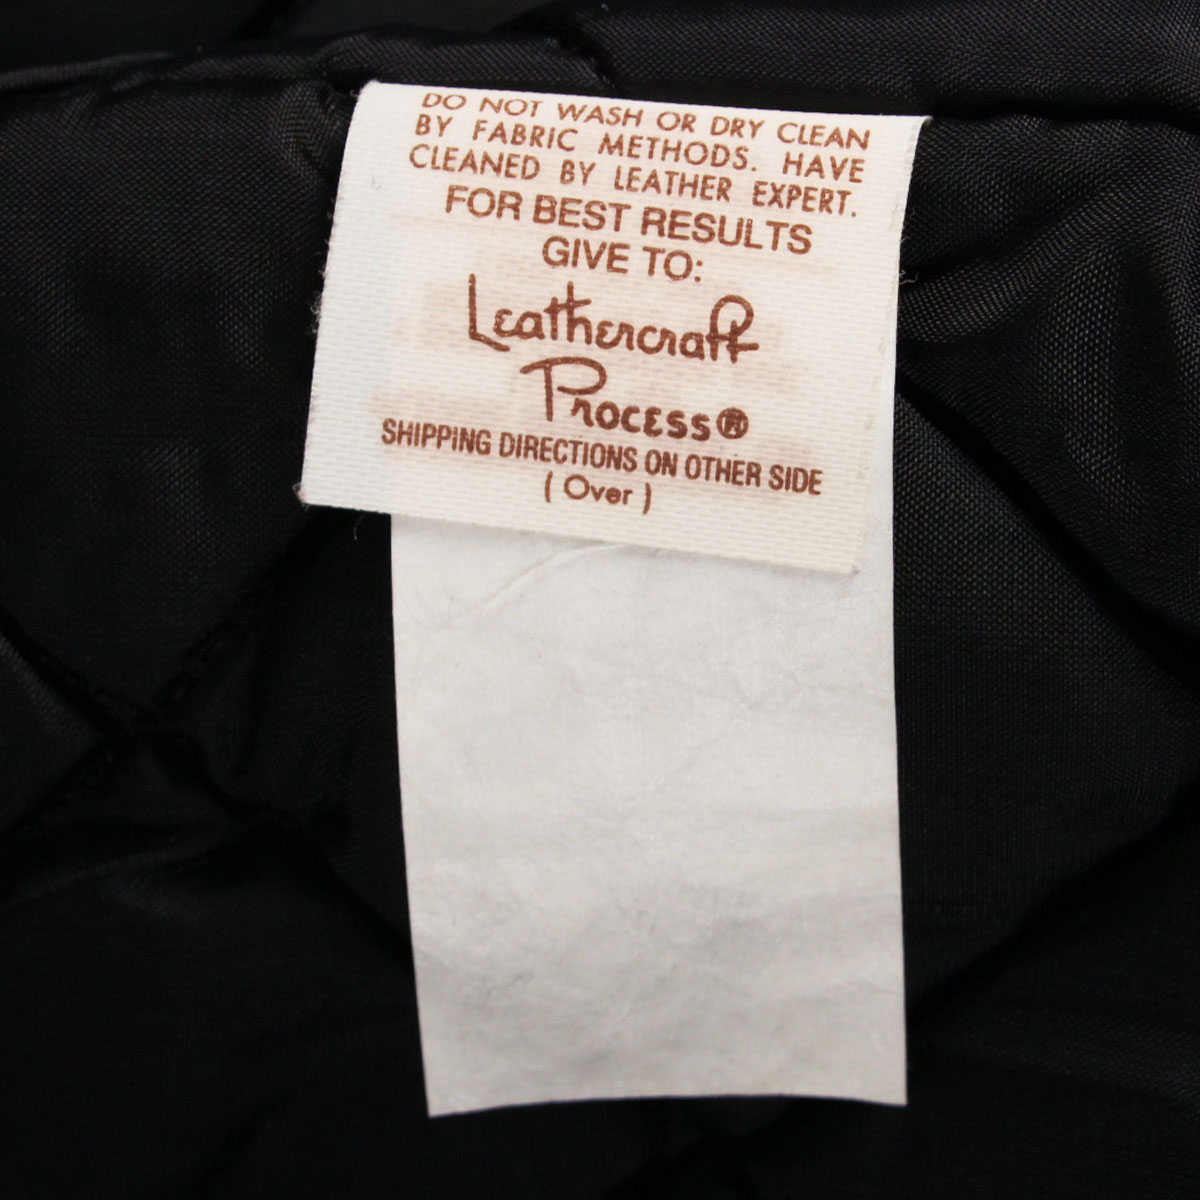 DO NOT WASH OR DRY CLEAN
BY FABRIC METHODS. HAVE
CLEANED BY LEATHER EXPERT.
FOR BEST RESULTS
GIVE TO:
Leathercraft
Process®
SHIPPING DIRECTIONS ON OTHER SIDE
( Over )